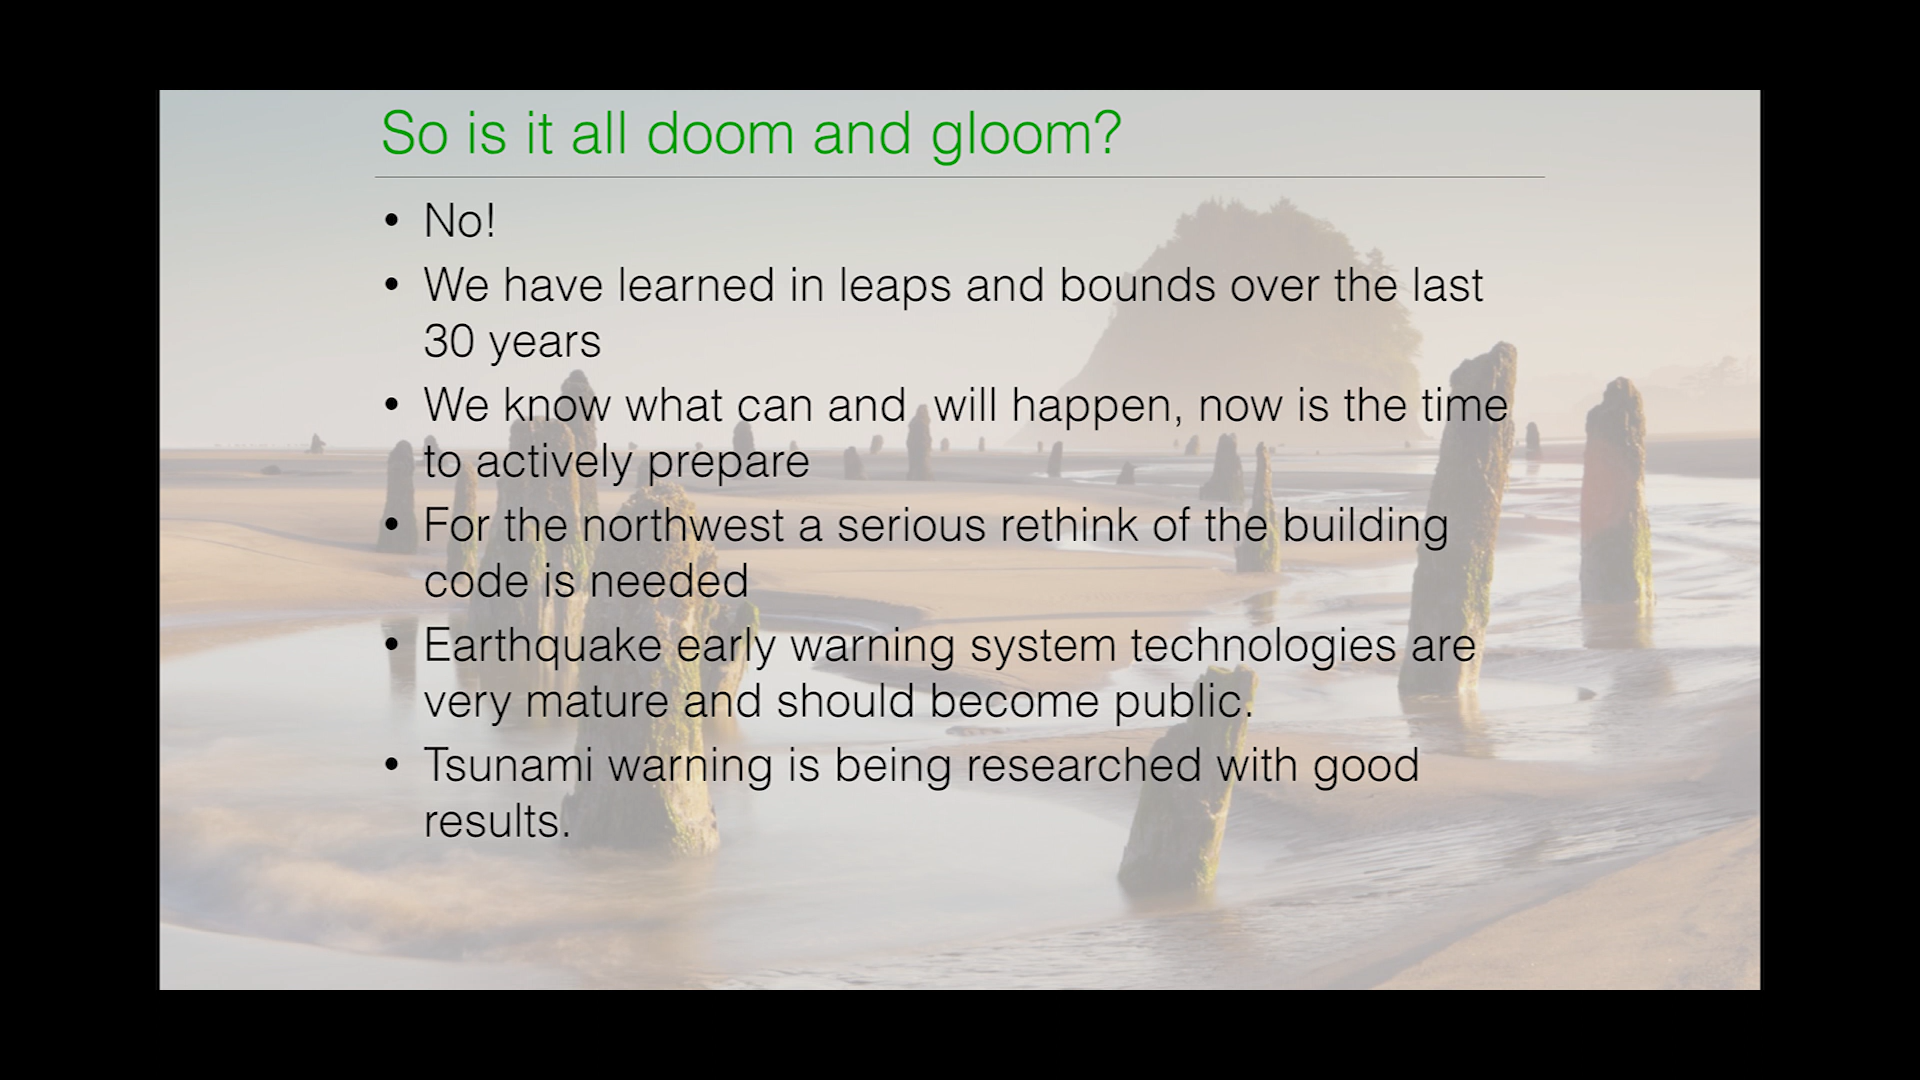 So is it all doom and gloom?
• No!
• We have learned in leaps and bounds over the last
30 years
• We know what can and  will happen, now is the time
to actively prepare
• For the northwest a serious rethink of the building
code is needed
• Earthquake early warning system technologies are
very mature and should become public.
• Tsunami warning is being researched with good
results.